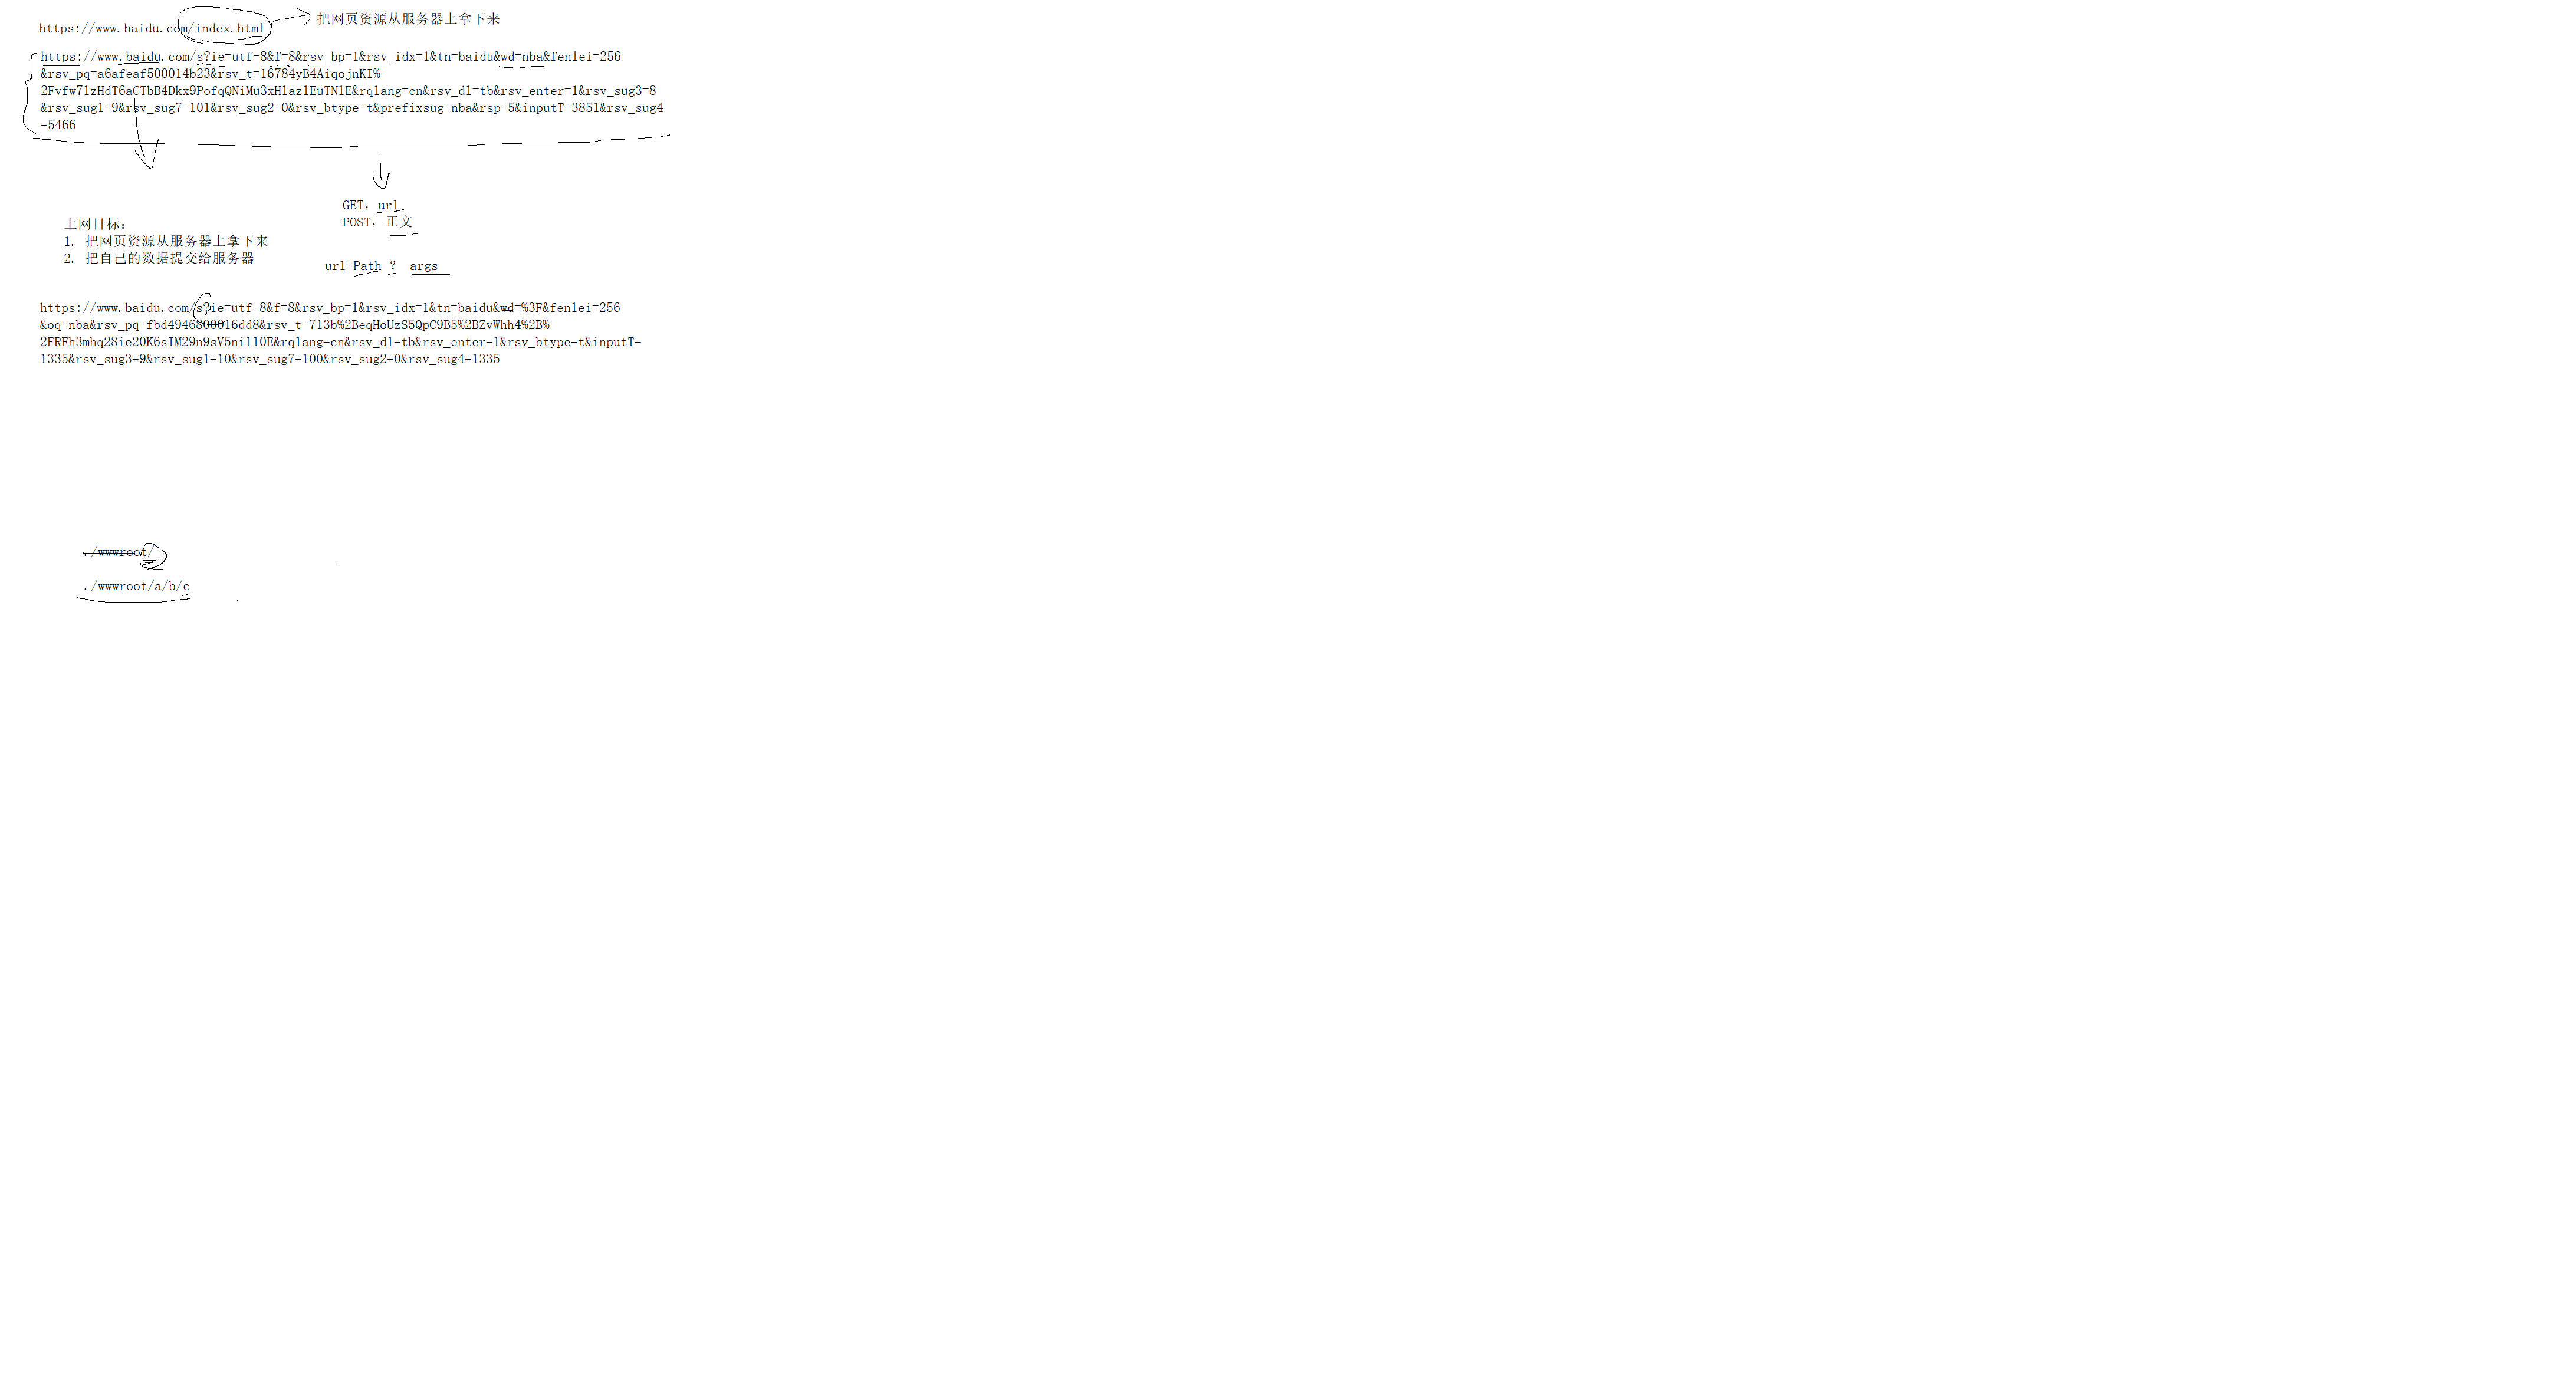 https://www.baidu.com/index.html
把网页资源从服务器上拿下来
https://www.baidu.com/s?ie=utf-8&f=8&rsv_bp=1&rsv_idx=1&tn=baidu&wd=nba&fenlei=256
&rsv_pq=a6afeaf500014b23&rsv_t=16784yB4AiqojnKI%
2Fvfw7lzHdT6aCTbB4Dkx9PofqQNiMu3xHlazlEuTNlE&rqlang=cn&rsv_dl=tb&rsv_enter=1&rsv_sug3=8
&rsv_sug1=9&rsv_sug7=101&rsv_sug2=0&rsv_btype=t&prefixsug=nba&rsp=5&inputT=3851&rsv_sug4
=5466
GET，url
POST，正文
上网目标：
1. 把网页资源从服务器上拿下来
2. 把自己的数据提交给服务器
url=Path ? args
https://www.baidu.com/s?ie=utf-8&f=8&rsv_bp=1&rsv_idx=1&tn=baidu&wd=%3F&fenlei=256
&oq=nba&rsv_pq=fbd4946800016dd8&rsv_t=713b%2BeqHoUzS5QpC9B5%2BZvWhh4%2B%
2FRFh3mhq28ie20K6sIM29n9sV5nill0E&rqlang=cn&rsv_dl=tb&rsv_enter=1&rsv_btype=t&inputT=
1335&rsv_sug3=9&rsv_sug1=10&rsv_sug7=100&rsv_sug2=0&rsv_sug4=1335
./wwwroot/
./wwwroot/a/b/c